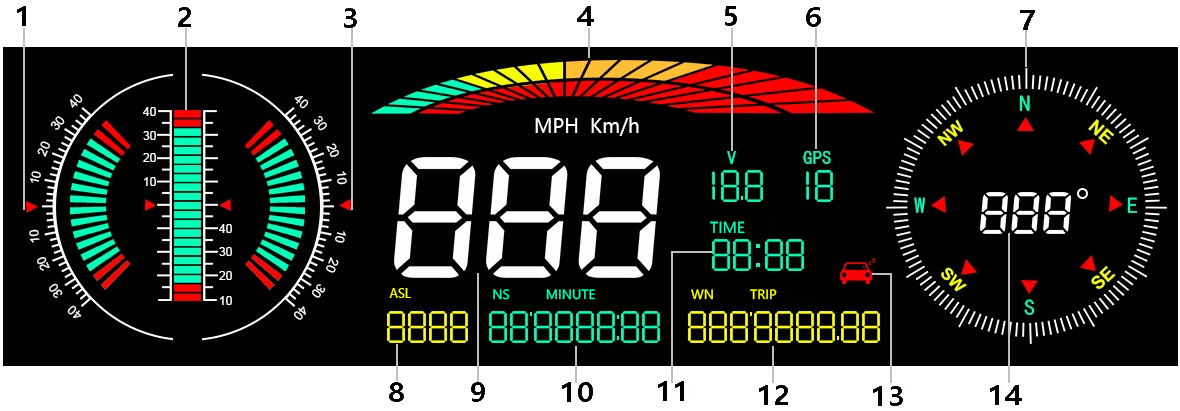 1 2 3 4 5 6 7
40 40 40
30 30 30
20 20 20
10 10 10
10 40 10
20 30 20
30 20 30
40 10 40
MPH Km/h
888
V GPS
18.8 18
TIME
88:88
ASL NS MINUTE WN TRIP
8888 88'8888:88 888'8888.88
N
NW NE
W 888° E
SW SE
S
8 9 10 11 12 13 14